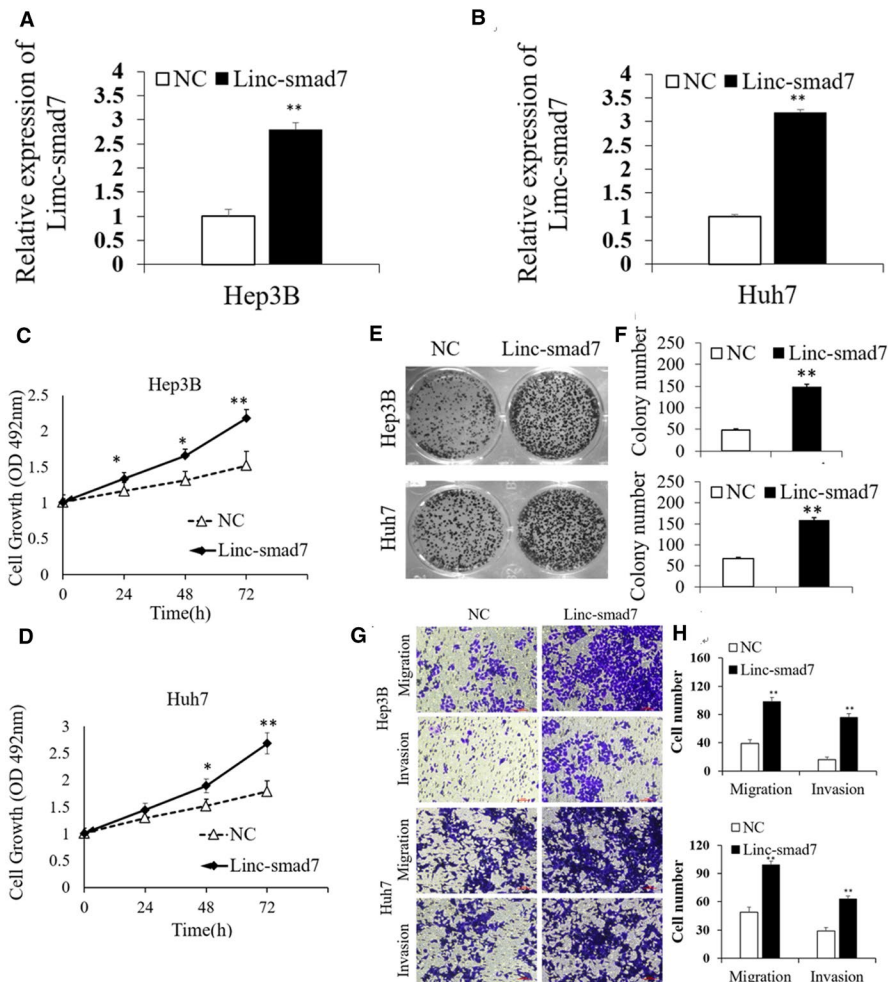 A
Relative expression of
Limc-smad7
4
3.5
3
2.5
2
1.5
1
0.5
0
NC Linc-smad7
**
Hep3B
B
Relative expression of
Limc-smad7
4
3.5
3
2.5
2
1.5
1
0.5
0
NC Linc-smad7
**
Huh7
C
Hep3B
Cell Growth (OD 492nm)
2.5
2
1.5
1
0.5
0
* * **
NC
Linc-smad7
0 24 48 72
Time(h)
D
Huh7
Cell Growth (OD 492nm)
3
2.5
2
1.5
1
0.5
0
* **
NC
Linc-smad7
0 24 48 72
Time(h)
E
NC Linc-smad7
Hep3B
Huh7
F
Colony number
250
200
150
100
50
0
NC Linc-smad7
**
Colony number
250
200
150
100
50
0
NC Linc-smad7
**
G
NC Linc-smad7
Hep3B
Migration
Invasion
Huh7
Migration
Invasion
H
NC
Linc-smad7
Cell number
160
120
80
40
0
** **
Migration Invasion
NC
Linc-smad7
Cell number
120
90
60
30
0
** **
Migration Invasion